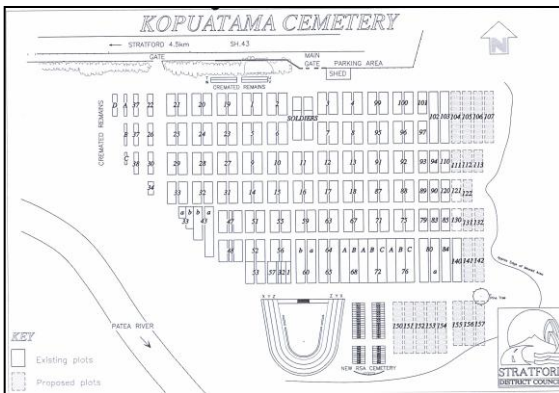 KOPUATAMA CEMETERY
STRATFORD 4.5km SH.43
GATE
MAIN
GATE
PARKING AREA
SHED
N
CREMATED REMAINS
CREMATED REMAINS
D A 37 22 21 20 19 1 2 3 4 99 100 101 102 103 104 105 106 107
SOLDIERS
B 37 26 25 24 23 5 6 7 8 95 96 97
C 38 30 29 28 27 9 10 11 12 13 91 92 93 94 110 111 112 113
34 33 32 31 14 15 16 17 18 87 88 89 90 120 121 122
a b b a
33 43 47 51 55 59 63 67 71 75 79 83 85 130 131 132
48 52 56 b a 64 A B A B C A B C 80 84 140 141 142
53 57 60 65 68 72 76 a
PATEA RIVER
NEW RSA CEMETERY
150 151 152 153 154 155 156 157
KEY
Existing plots
Proposed plots
STRATFORD
DISTRICT COUNCIL